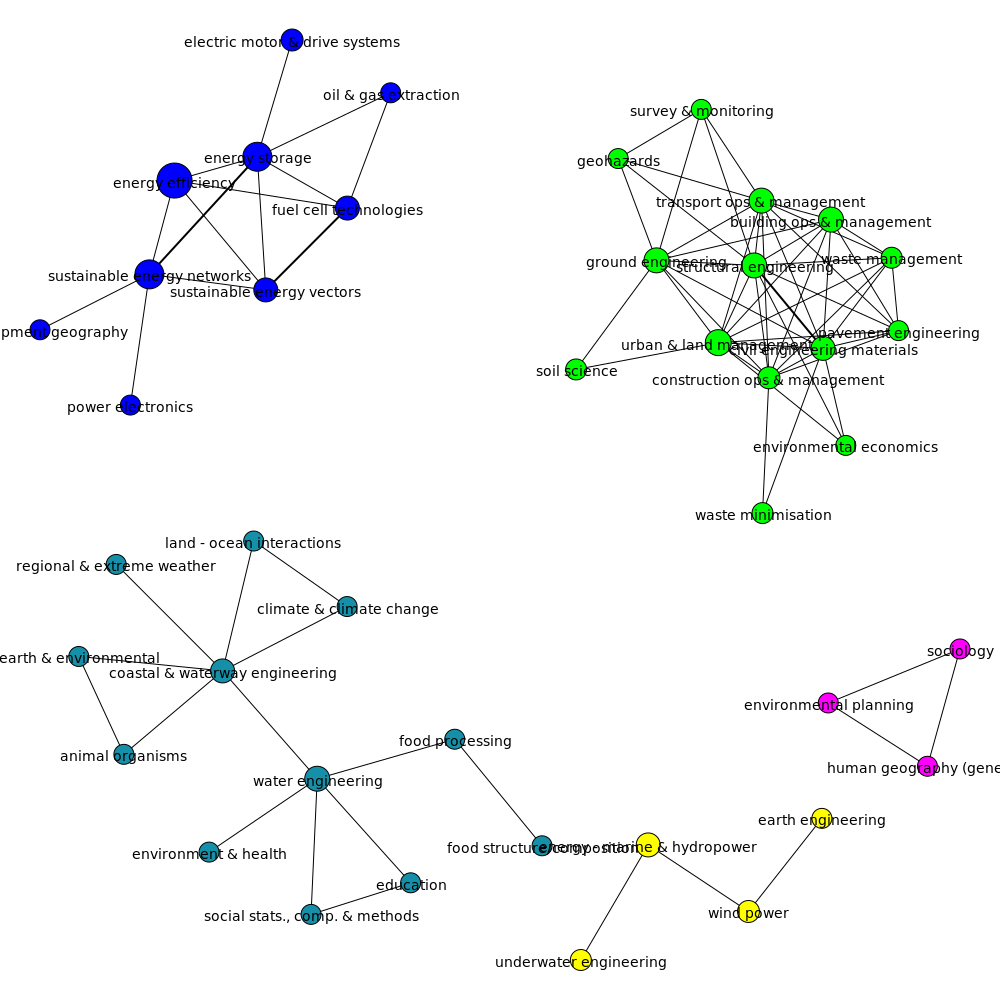 electric motor & drive systems
oil & gas extraction
energy storage
energy efficiency
fuel cell technologies
sustainable energy networks
sustainable energy vectors
pment geography
power electronics
survey & monitoring
geohazards
transport ops & management
building ops & management
ground engineering
structural engineering
waste management
urban & land management
pavement engineering
civil engineering materials
soil science
construction ops & management
environmental economics
waste minimisation
land - ocean interactions
regional & extreme weather
climate & climate change
earth & environmental
coastal & waterway engineering
animal organisms
food processing
water engineering
environment & health
education
social stats., comp. & methods
food structure/composition
energy - marine & hydropower
sociology
environmental planning
human geography (gene
earth engineering
wind power
underwater engineering